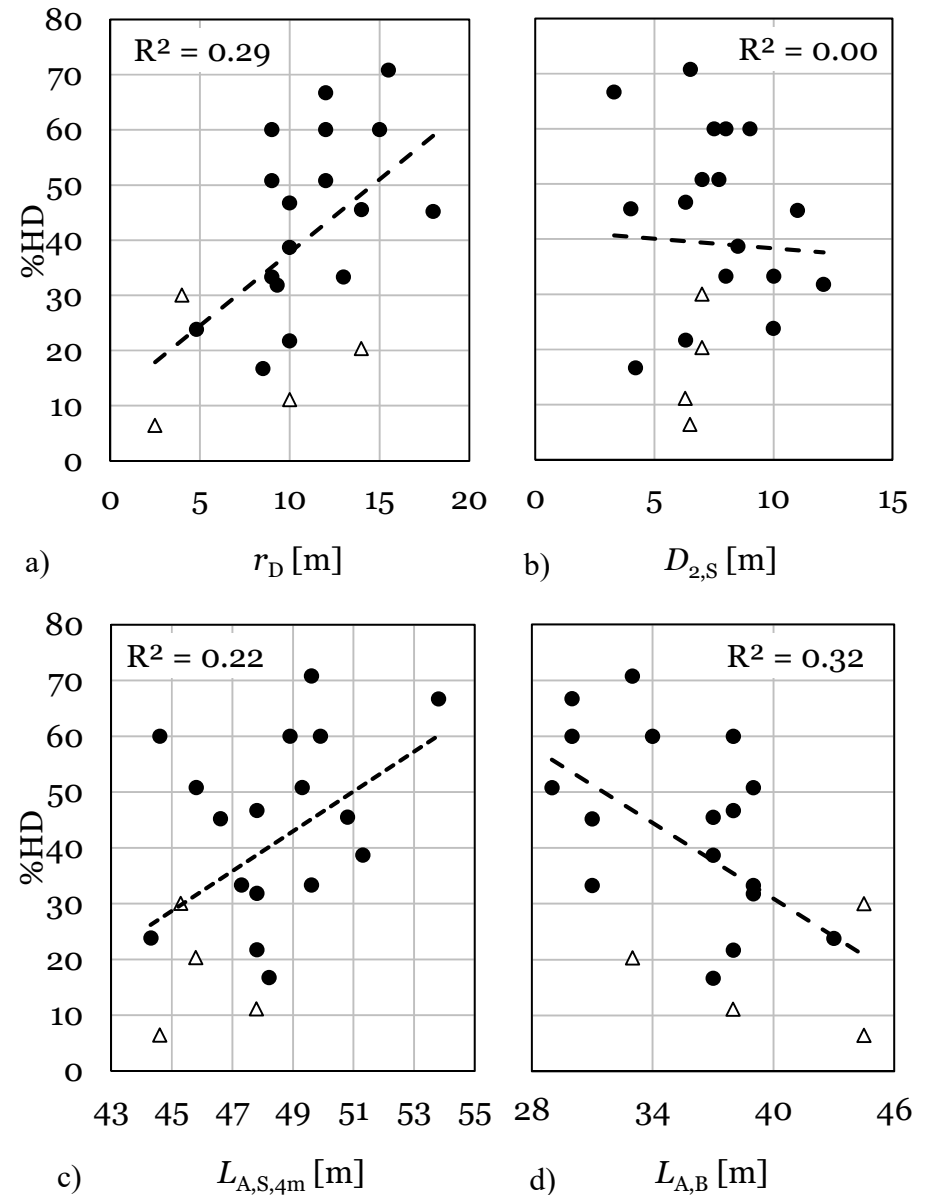 80
70
60
50
40
30
20
10
0
%HD
R² = 0.29
0 5 10 15 20
a) r_D [m]
R² = 0.00
0 5 10 15
b) D_2,S [m]
80
70
60
50
40
30
20
10
0
%HD
R² = 0.22
43 45 47 49 51 53 55
c) L_A,S,4m [m]
R² = 0.32
28 34 40 46
d) L_A,B [m]